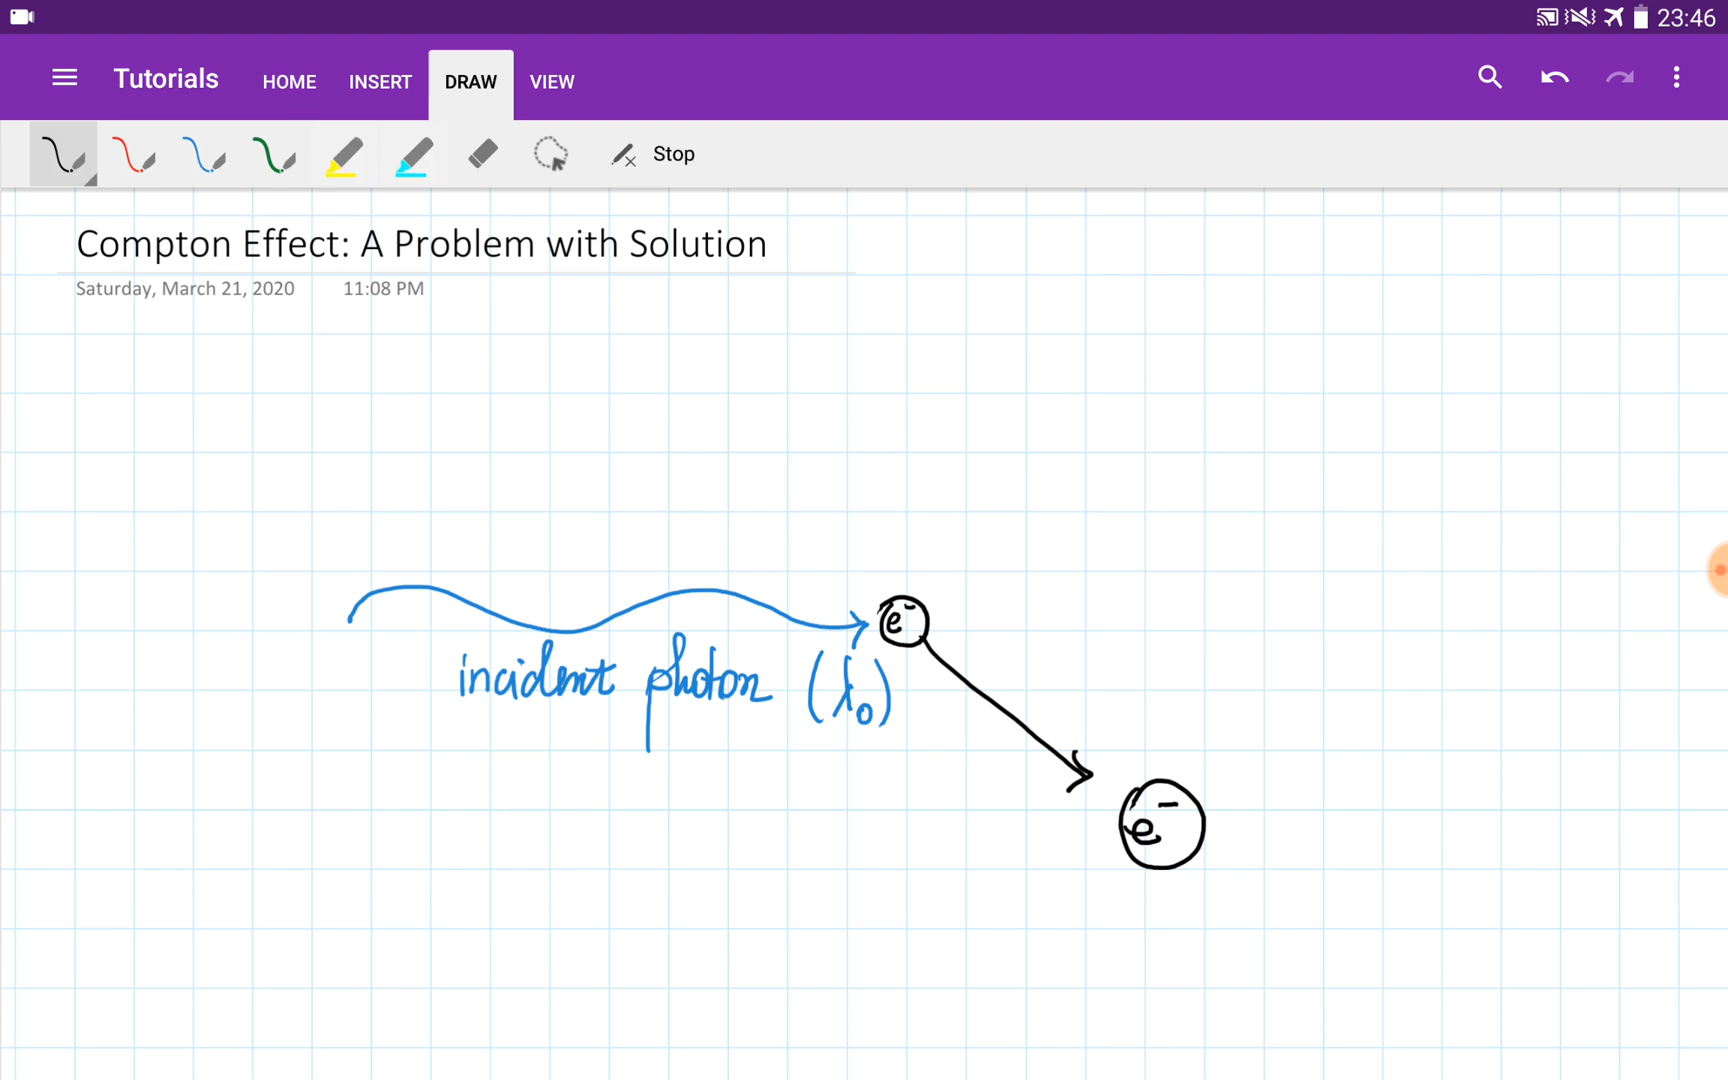 23:46
Tutorials HOME INSERT DRAW VIEW
Stop
Compton Effect: A Problem with Solution
Saturday, March 21, 2020 11:08 PM
e⁻
incident photon (λ₀)
e⁻